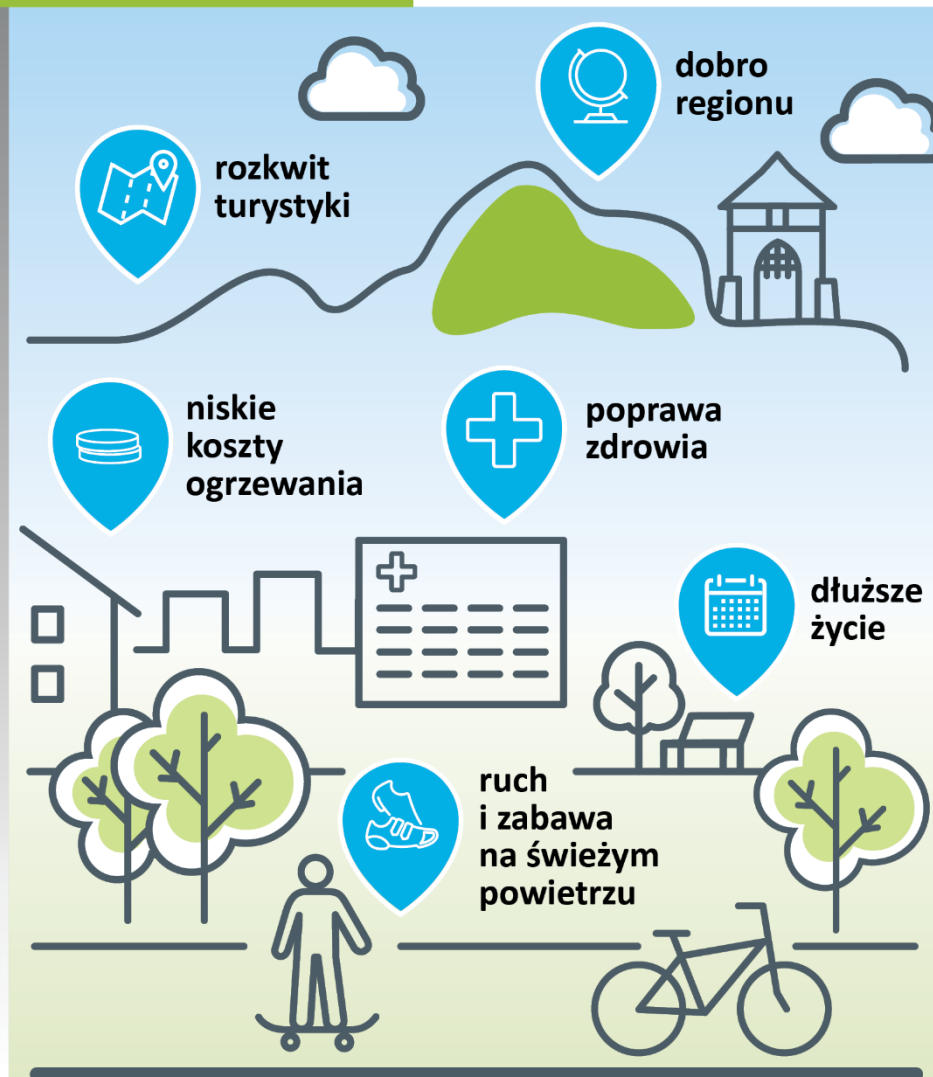 dobro
regionu
rozkwit
turystyki
niskie
koszty
ogrzewania
poprawa
zdrowia
dłuższe
życie
ruch
i zabawa
na świeżym
powietrzu